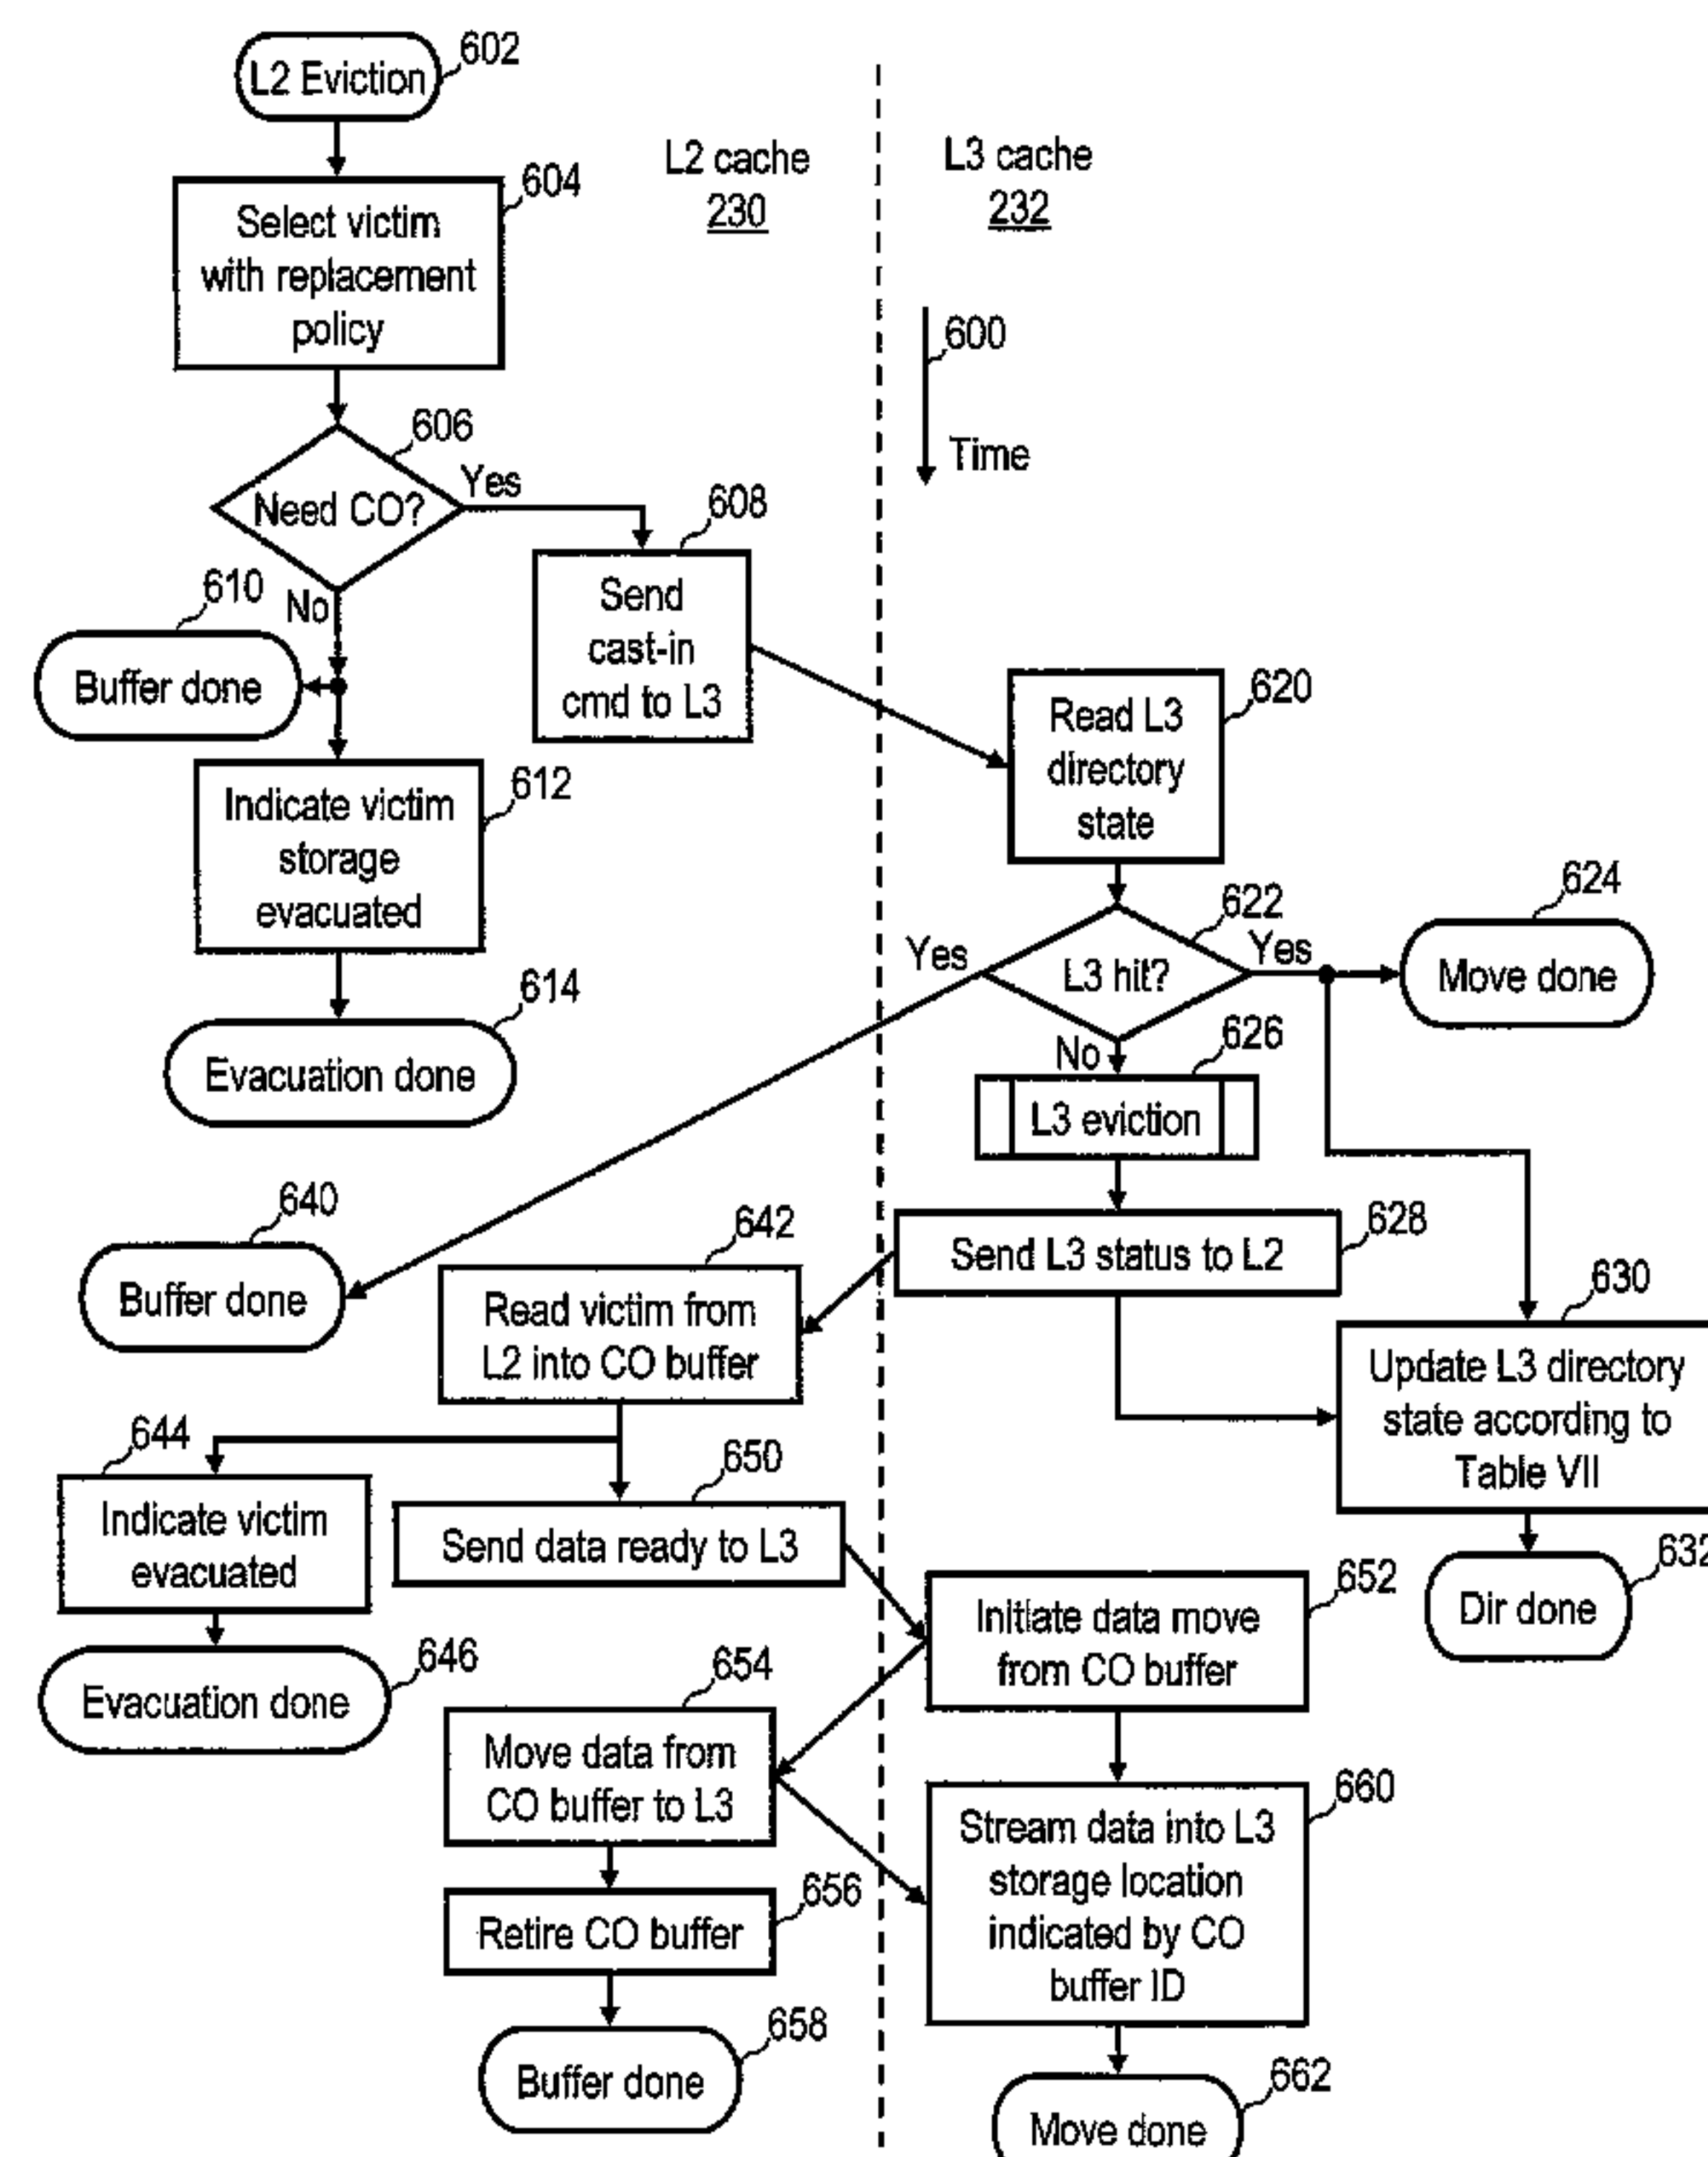 602
L2 Eviction
L2 cache
230
L3 cache
232
604
Select victim
with replacement
policy
600
Time
606
Need CO?
Yes
No
608
Send
cast-in
cmd to L3
610
Buffer done
612
Indicate victim
storage
evacuated
614
Evacuation done
620
Read L3
directory
state
622
L3 hit?
Yes
Yes
No
624
Move done
626
L3 eviction
628
Send L3 status to L2
630
Update L3 directory
state according to
Table VII
632
Dir done
640
Buffer done
642
Read victim from
L2 into CO buffer
644
Indicate victim
evacuated
646
Evacuation done
650
Send data ready to L3
652
Initiate data move
from CO buffer
654
Move data from
CO buffer to L3
656
Retire CO buffer
658
Buffer done
660
Stream data into L3
storage location
indicated by CO
buffer ID
662
Move done